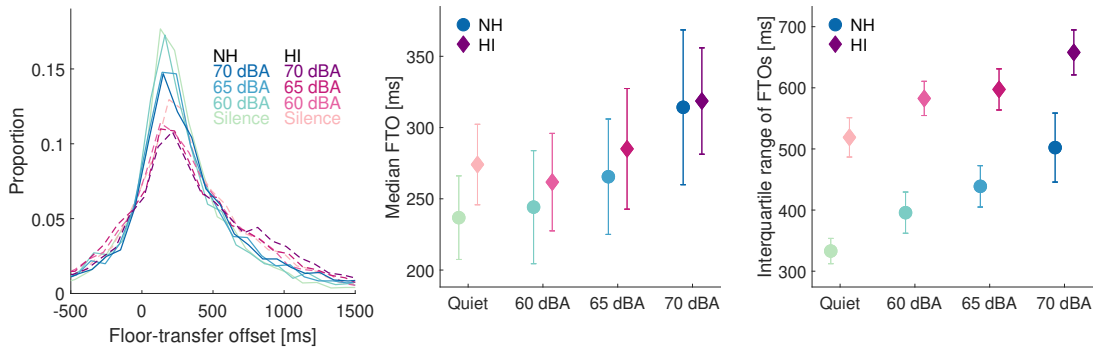 NH HI
70 dBA 70 dBA
65 dBA 65 dBA
60 dBA 60 dBA
Silence Silence
Proportion
0.15
0.1
0.05
0
-500 0 500 1000 1500
Floor-transfer offset [ms]
NH
HI
Median FTO [ms]
350
300
250
200
Quiet 60 dBA 65 dBA 70 dBA
NH
HI
Interquartile range of FTOs [ms]
700
600
500
400
300
Quiet 60 dBA 65 dBA 70 dBA